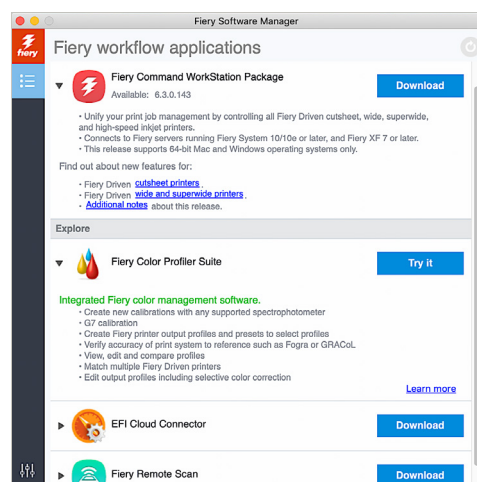 Fiery Software Manager
fiery
Fiery workflow applications
Fiery Command WorkStation Package
Available: 6.3.0.143
Download
• Unify your print job management by controlling all Fiery Driven cutsheet, wide, superwide,
and high-speed inkjet printers.
• Connects to Fiery servers running Fiery System 10/10e or later, and Fiery XF 7 or later.
• This release supports 64-bit Mac and Windows operating systems only.
Find out about new features for:
• Fiery Driven cutsheet printers.
• Fiery Driven wide and superwide printers.
• Additional notes about this release.
Explore
Fiery Color Profiler Suite
Try it
Integrated Fiery color management software.
• Create new calibrations with any supported spectrophotometer
• G7 calibration
• Create Fiery printer output profiles and presets to select profiles
• Verify accuracy of print system to reference such as Fogra or GRACoL
• View, edit and compare profiles
• Match multiple Fiery Driven printers
• Edit output profiles including selective color correction
Learn more
EFI Cloud Connector
Download
Fiery Remote Scan
Download